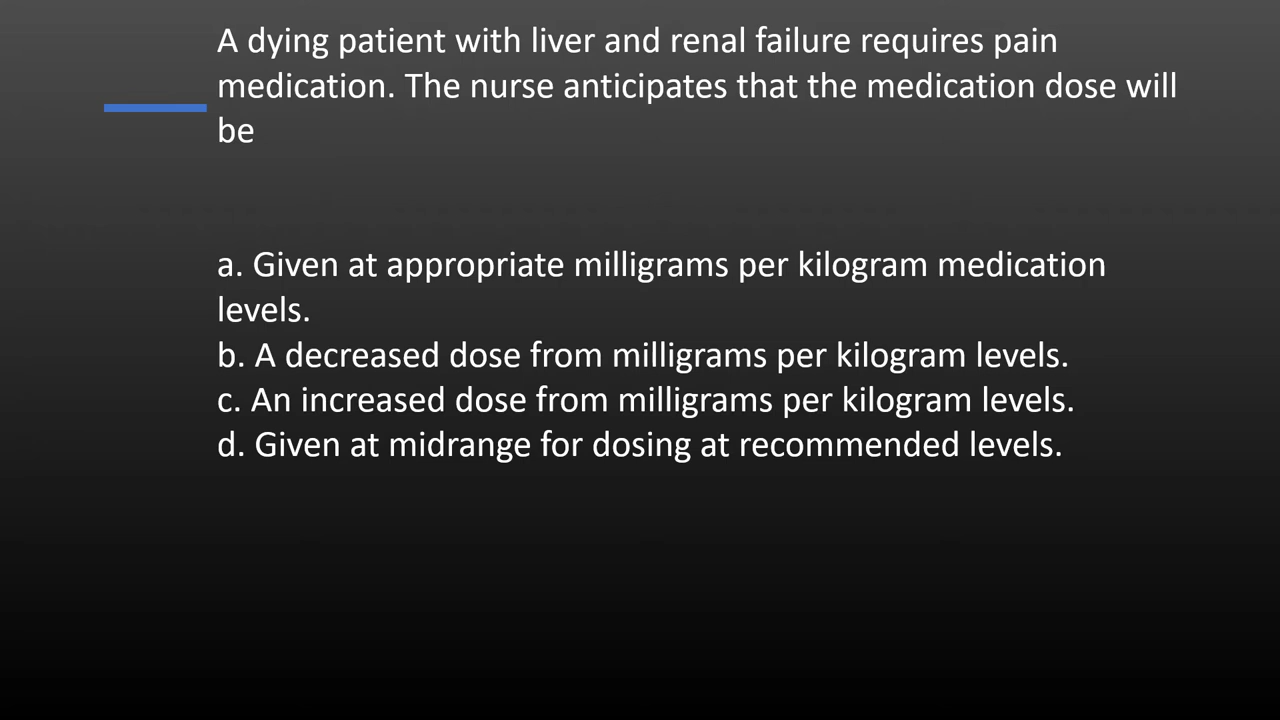 A dying patient with liver and renal failure requires pain
medication. The nurse anticipates that the medication dose will
be
a. Given at appropriate milligrams per kilogram medication
levels.
b. A decreased dose from milligrams per kilogram levels.
c. An increased dose from milligrams per kilogram levels.
d. Given at midrange for dosing at recommended levels.